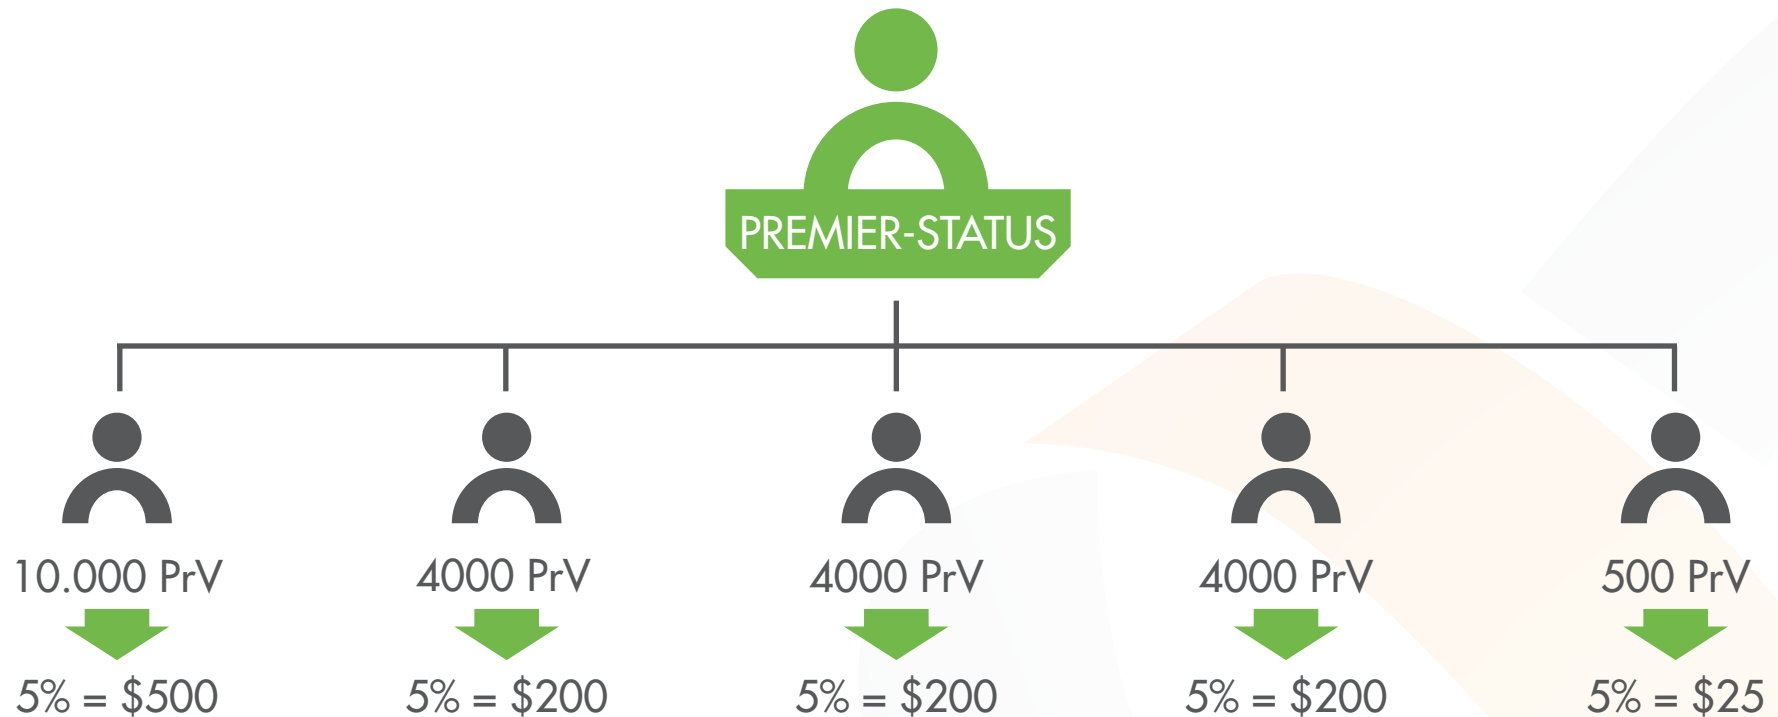 PREMIER-STATUS
10.000 PrV
4000 PrV
4000 PrV
4000 PrV
500 PrV
5% = $500
5% = $200
5% = $200
5% = $200
5% = $25